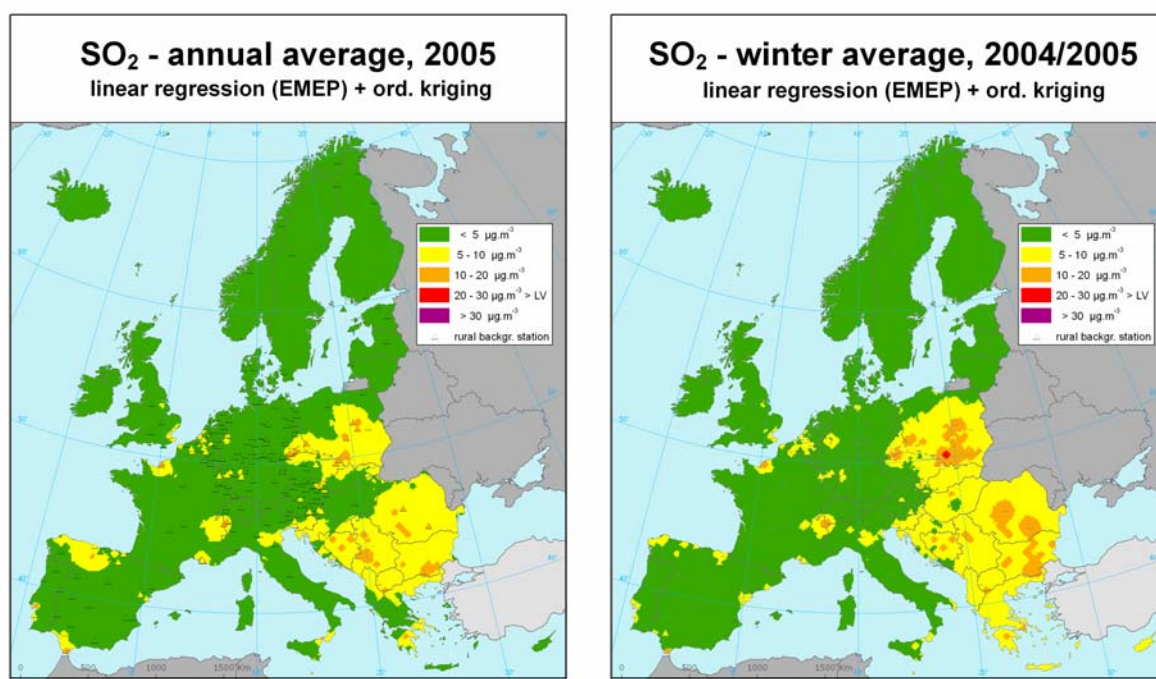 SO₂ - annual average, 2005
linear regression (EMEP) + ord. kriging
< 5 µg.m⁻³
5 - 10 µg.m⁻³
10 - 20 µg.m⁻³
20 - 30 µg.m⁻³ > LV
> 30 µg.m⁻³
rural backgr. station
0 500 1000 1500 Km
SO₂ - winter average, 2004/2005
linear regression (EMEP) + ord. kriging
< 5 µg.m⁻³
5 - 10 µg.m⁻³
10 - 20 µg.m⁻³
20 - 30 µg.m⁻³ > LV
> 30 µg.m⁻³
rural backgr. station
0 500 1000 1500 Km